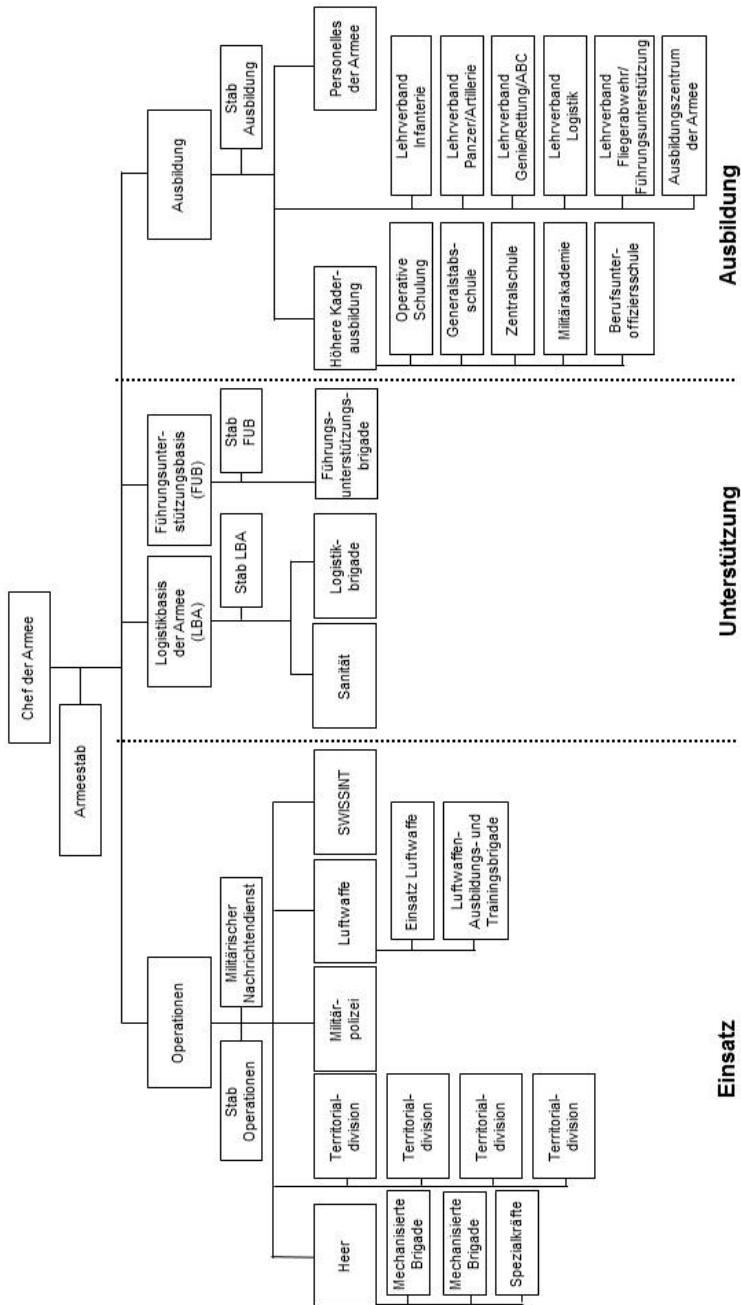 Chef der Armee
Armeestab
Operationen
Logistikbasis
der Armee
(LBA)
Führungsunter-
stützungsbasis
(FUB)
Ausbildung
Stab
Operationen
Militärischer
Nachrichtendienst
Stab LBA
Stab
FUB
Stab
Ausbildung
Heer
Territorial-
division
Militär-
polizei
Luftwaffe
SWISSINT
Sanität
Logistik-
brigade
Führungs-
unterstützungs-
brigade
Höhere Kader-
ausbildung
Personelles
der Armee
Mechanisierte
Brigade
Mechanisierte
Brigade
Spezialkräfte
Territorial-
division
Territorial-
division
Territorial-
division
Einsatz Luftwaffe
Luftwaffen-
Ausbildungs- und
Trainingsbrigade
Operative
Schulung
Generalstabs-
schule
Zentralschule
Militärakademie
Berufsunter-
offiziersschule
Lehrverband
Infanterie
Lehrverband
Panzer/Artillerie
Lehrverband
Genie/Rettung/ABC
Lehrverband
Logistik
Lehrverband
Fliegerabwehr/
Führungsunterstützung
Ausbildungszentrum
der Armee
Einsatz
Unterstützung
Ausbildung